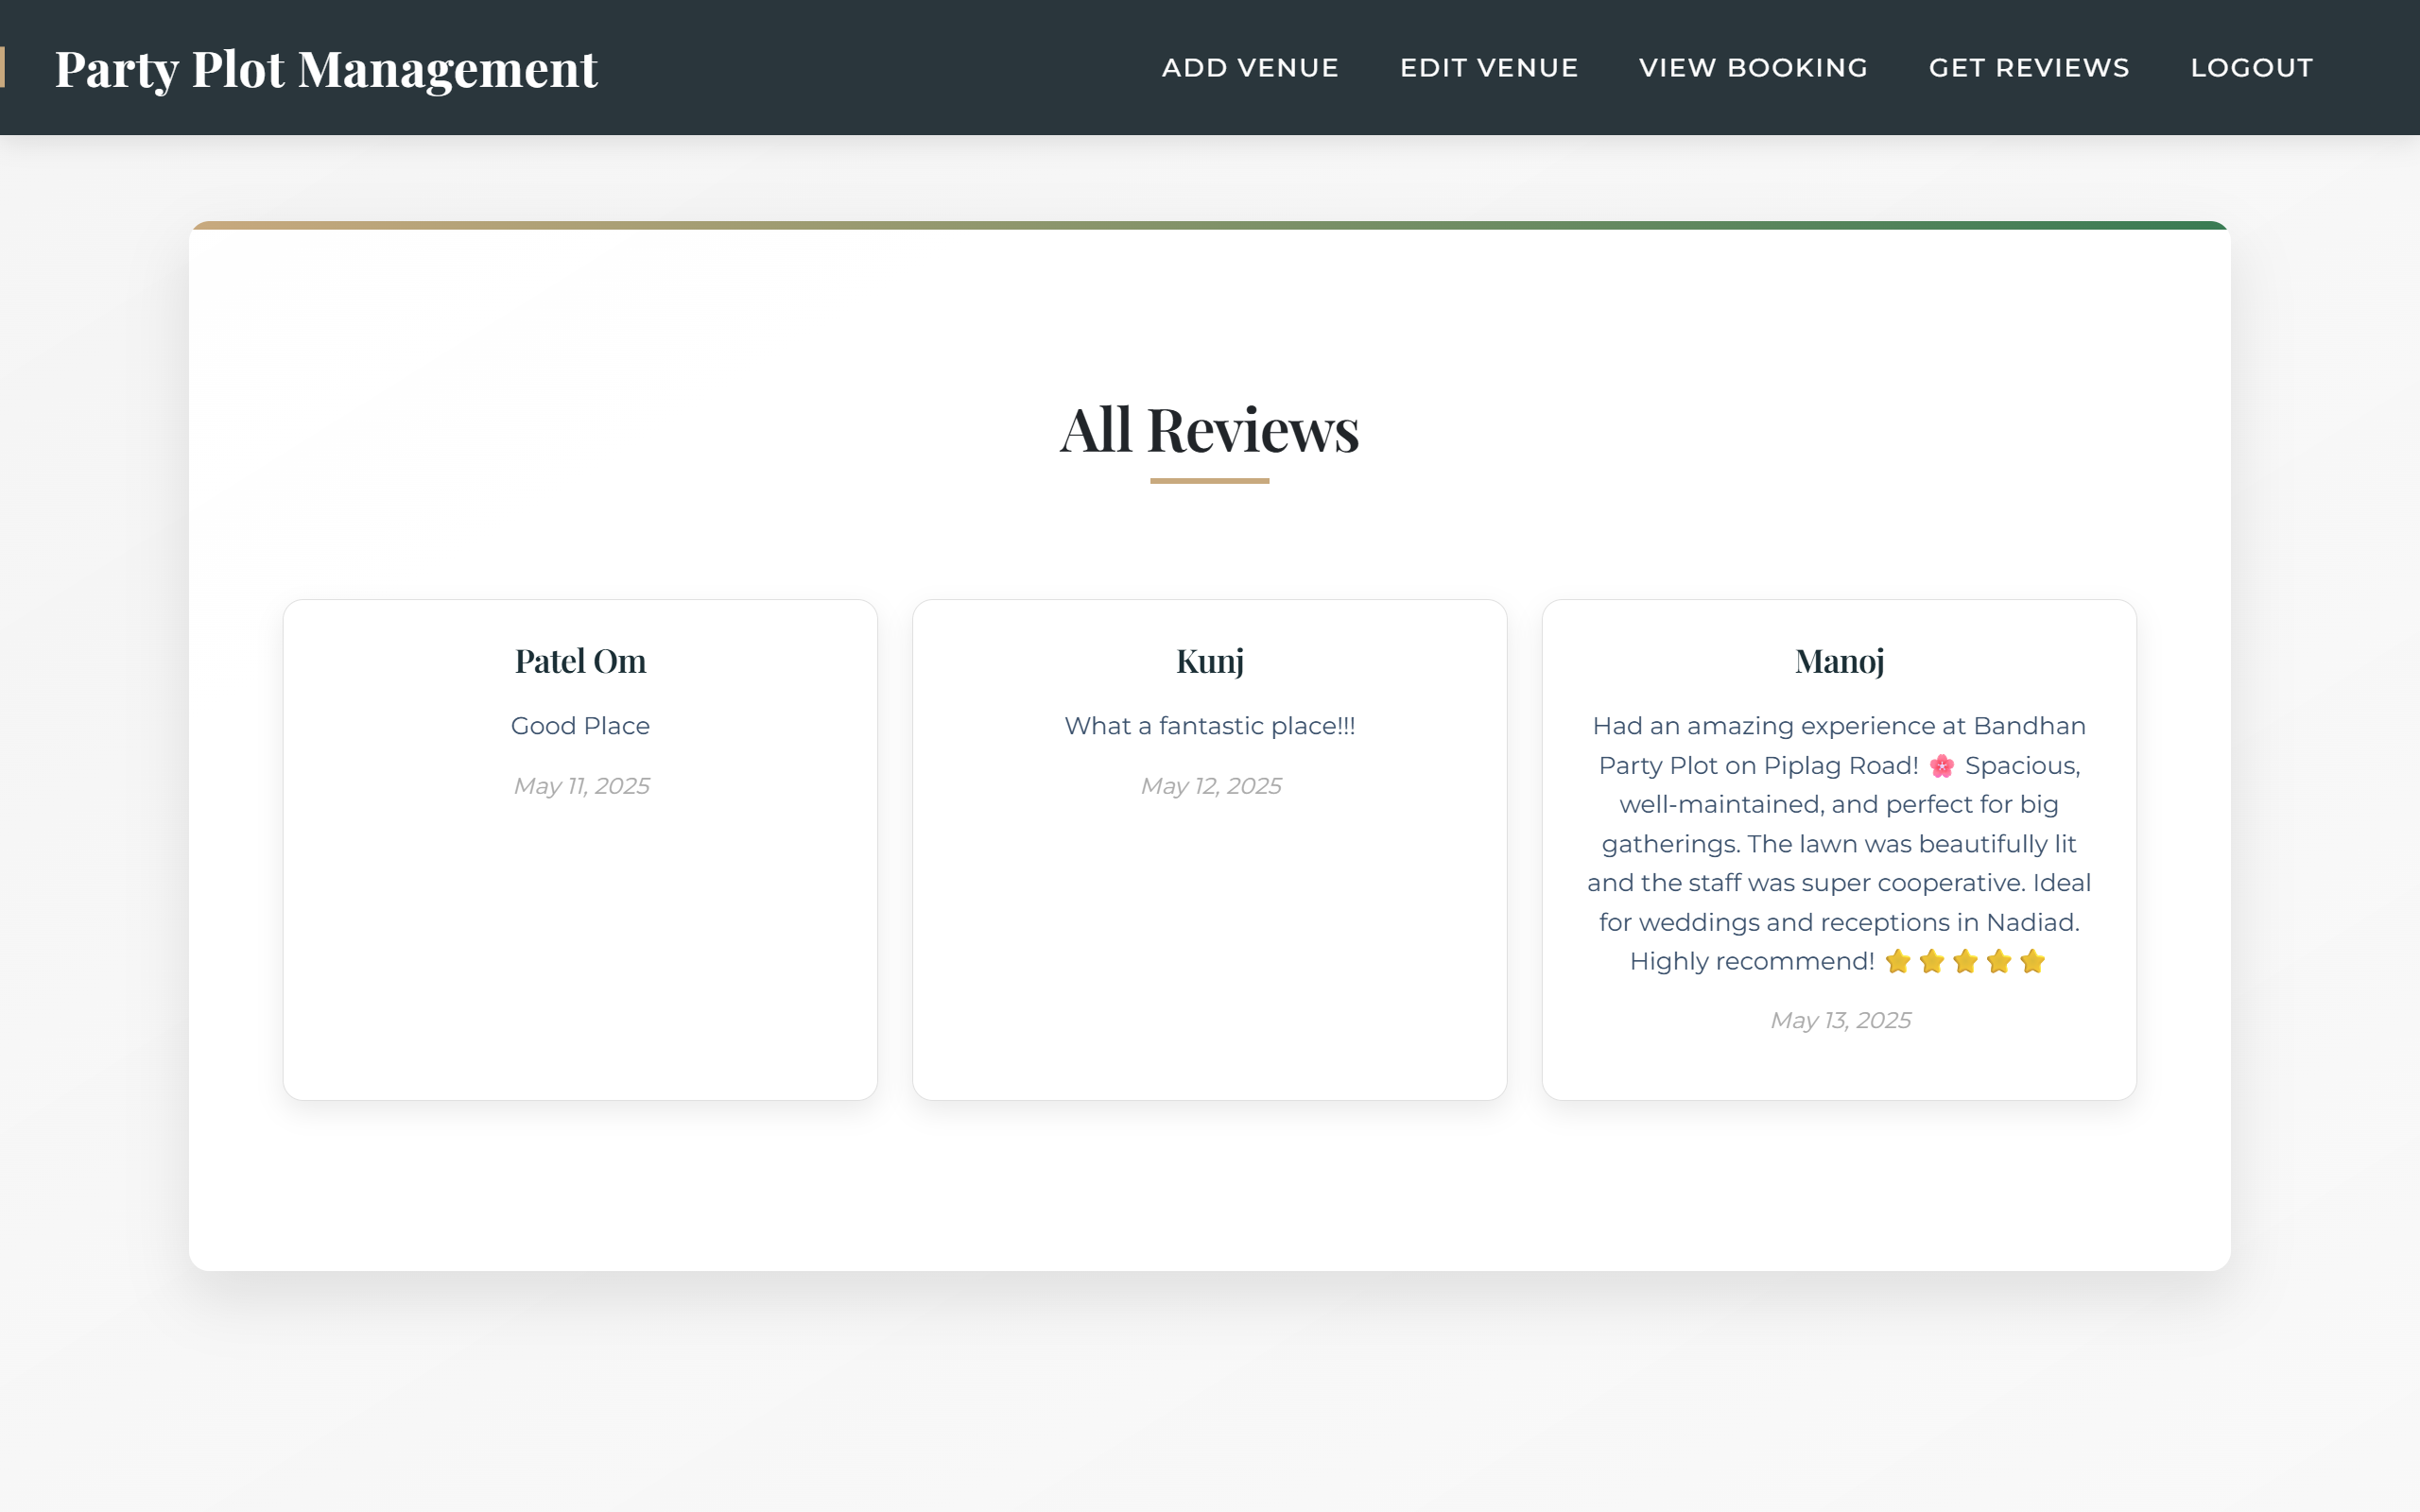 Party Plot Management
ADD VENUE
EDIT VENUE
VIEW BOOKING
GET REVIEWS
LOGOUT
All Reviews
Patel Om
Good Place
May 11, 2025
Kunj
What a fantastic place!!!
May 12, 2025
Manoj
Had an amazing experience at Bandhan
Party Plot on Piplag Road! 🌸 Spacious,
well-maintained, and perfect for big
gatherings. The lawn was beautifully lit
and the staff was super cooperative. Ideal
for weddings and receptions in Nadiad.
Highly recommend! ⭐⭐⭐⭐⭐
May 13, 2025